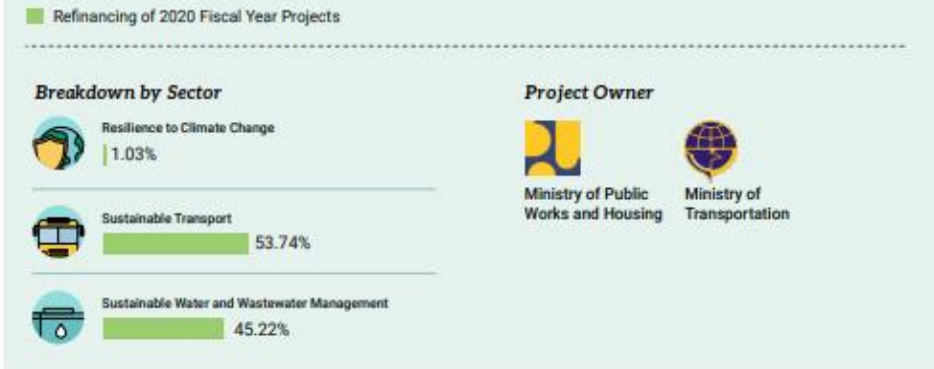 Refinancing of 2020 Fiscal Year Projects
Breakdown by Sector
Resilience to Climate Change
1.03%
Sustainable Transport
53.74%
Sustainable Water and Wastewater Management
45.22%
Project Owner
Ministry of Public
Works and Housing
Ministry of
Transportation